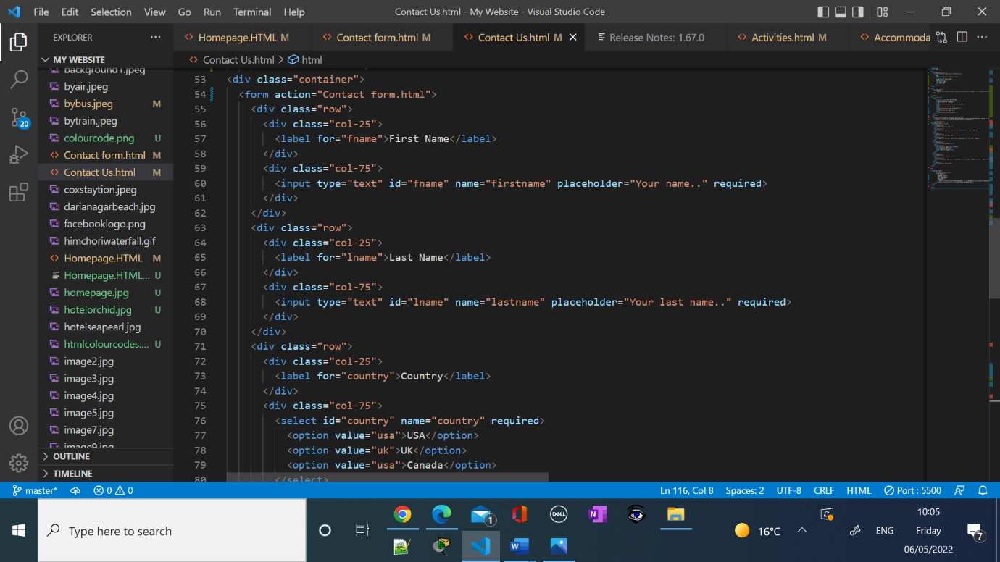 File Edit Selection View Go Run Terminal Help Contact Us.html - My Website - Visual Studio Code
EXPLORER ··· Homepage.HTML M Contact form.html M Contact Us.html M Release Notes: 1.67.0 Activities.html M Accommoda
MY WEBSITE
Contact Us.html > html
background1.jpeg
byair.jpeg
bybus.jpeg M
bytrain.jpeg
colourcode.png U
Contact form.html M
Contact Us.html M
coxstaytion.jpeg
darianagarbeach.jpg
facebooklogo.png
himchoriwaterfall.gif
Homepage.HTML M
Homepage.HTML... U
homepage.jpg U
hotelorchid.jpg U
hotelseapearl.jpg
htmlcolourcodes.... U
image2.jpg
image3.jpg
image4.jpg
image5.jpg
image7.jpg
image9.jpg
OUTLINE
TIMELINE
20
53 <div class="container">
54 <form action="Contact form.html">
55 <div class="row">
56 <div class="col-25">
57 <label for="fname">First Name</label>
58 </div>
59 <div class="col-75">
60 <input type="text" id="fname" name="firstname" placeholder="Your name.." required>
61 </div>
62 </div>
63 <div class="row">
64 <div class="col-25">
65 <label for="lname">Last Name</label>
66 </div>
67 <div class="col-75">
68 <input type="text" id="lname" name="lastname" placeholder="Your last name.." required>
69 </div>
70 </div>
71 <div class="row">
72 <div class="col-25">
73 <label for="country">Country</label>
74 </div>
75 <div class="col-75">
76 <select id="country" name="country" required>
77 <option value="usa">USA</option>
78 <option value="uk">UK</option>
79 <option value="usa">Canada</option>
80 </select>
master* 0 0 Ln 116, Col 8 Spaces: 2 UTF-8 CRLF HTML Port : 5500
Type here to search
1
DELL
N
W
16°C
ENG
10:05
Friday
06/05/2022
7